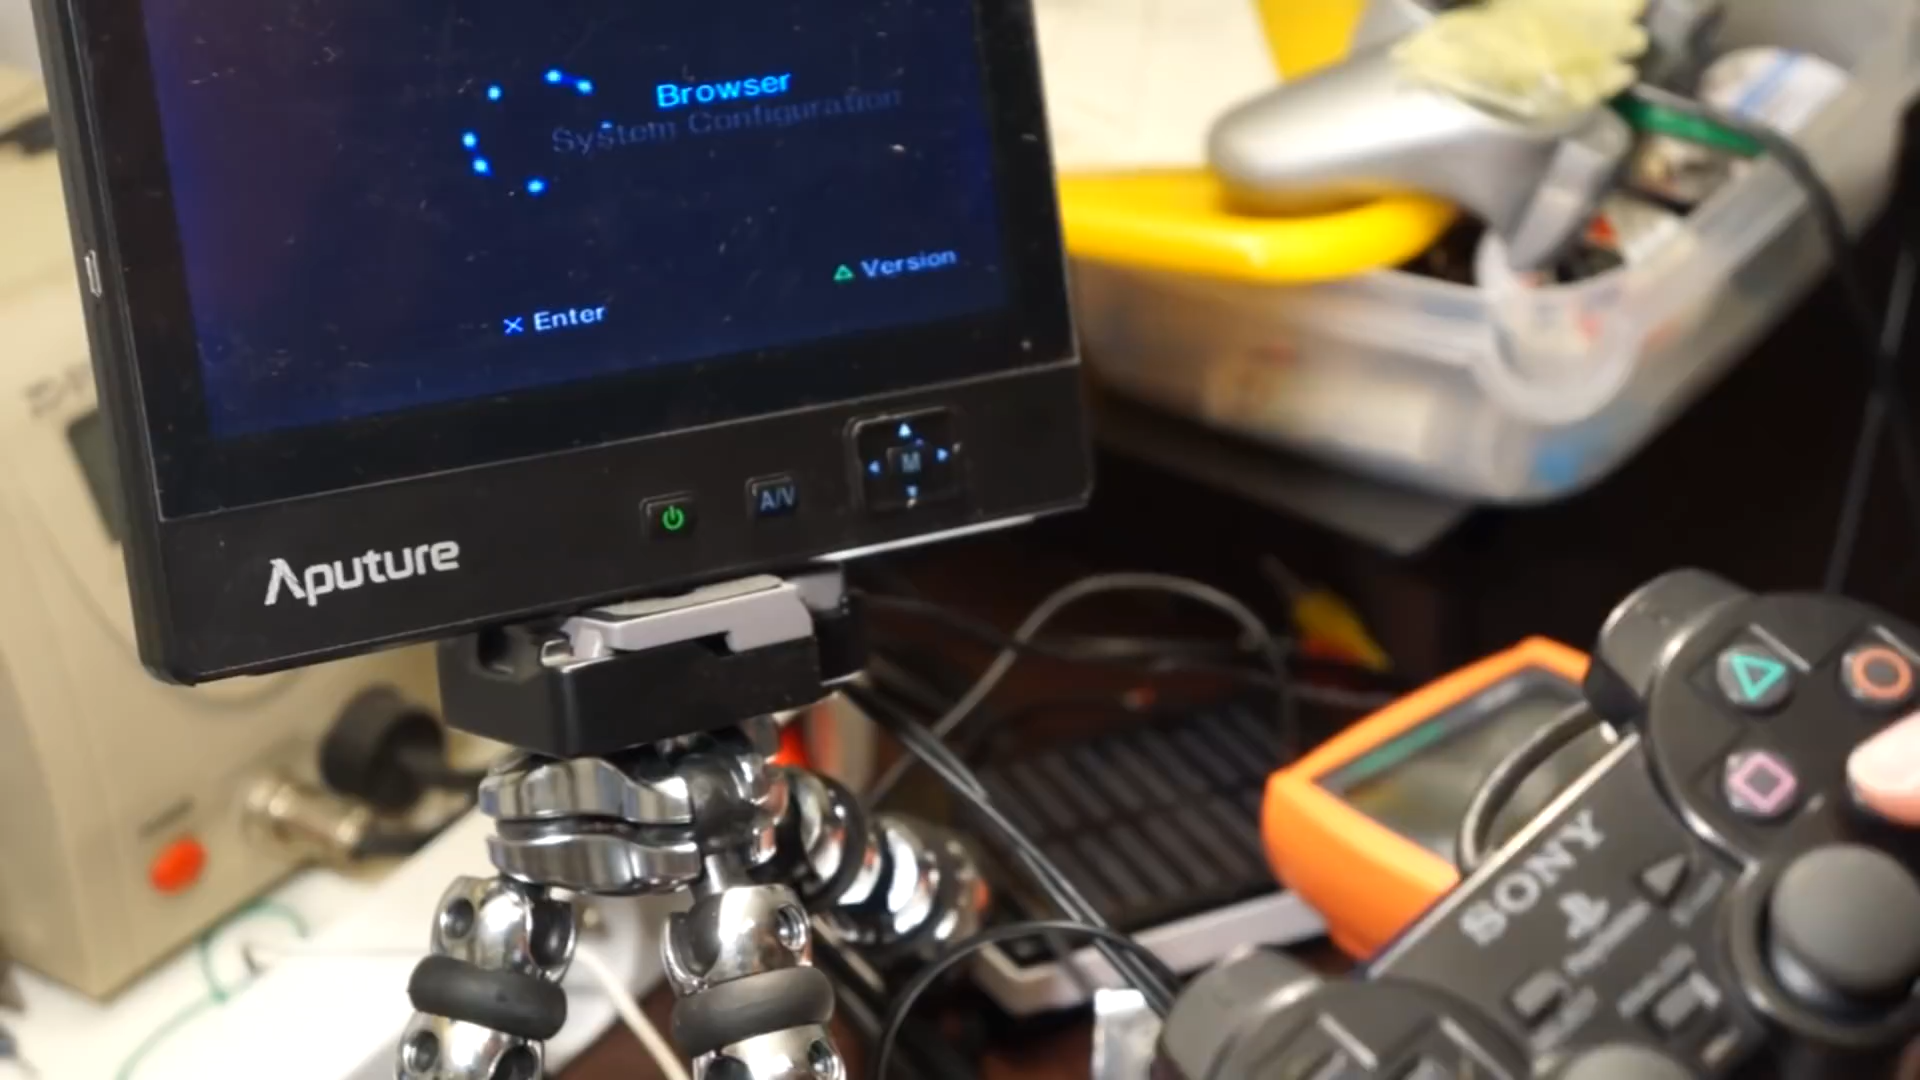 Browser
System Configuration
△ Version
✕ Enter
A/V
M
Aputure
SONY